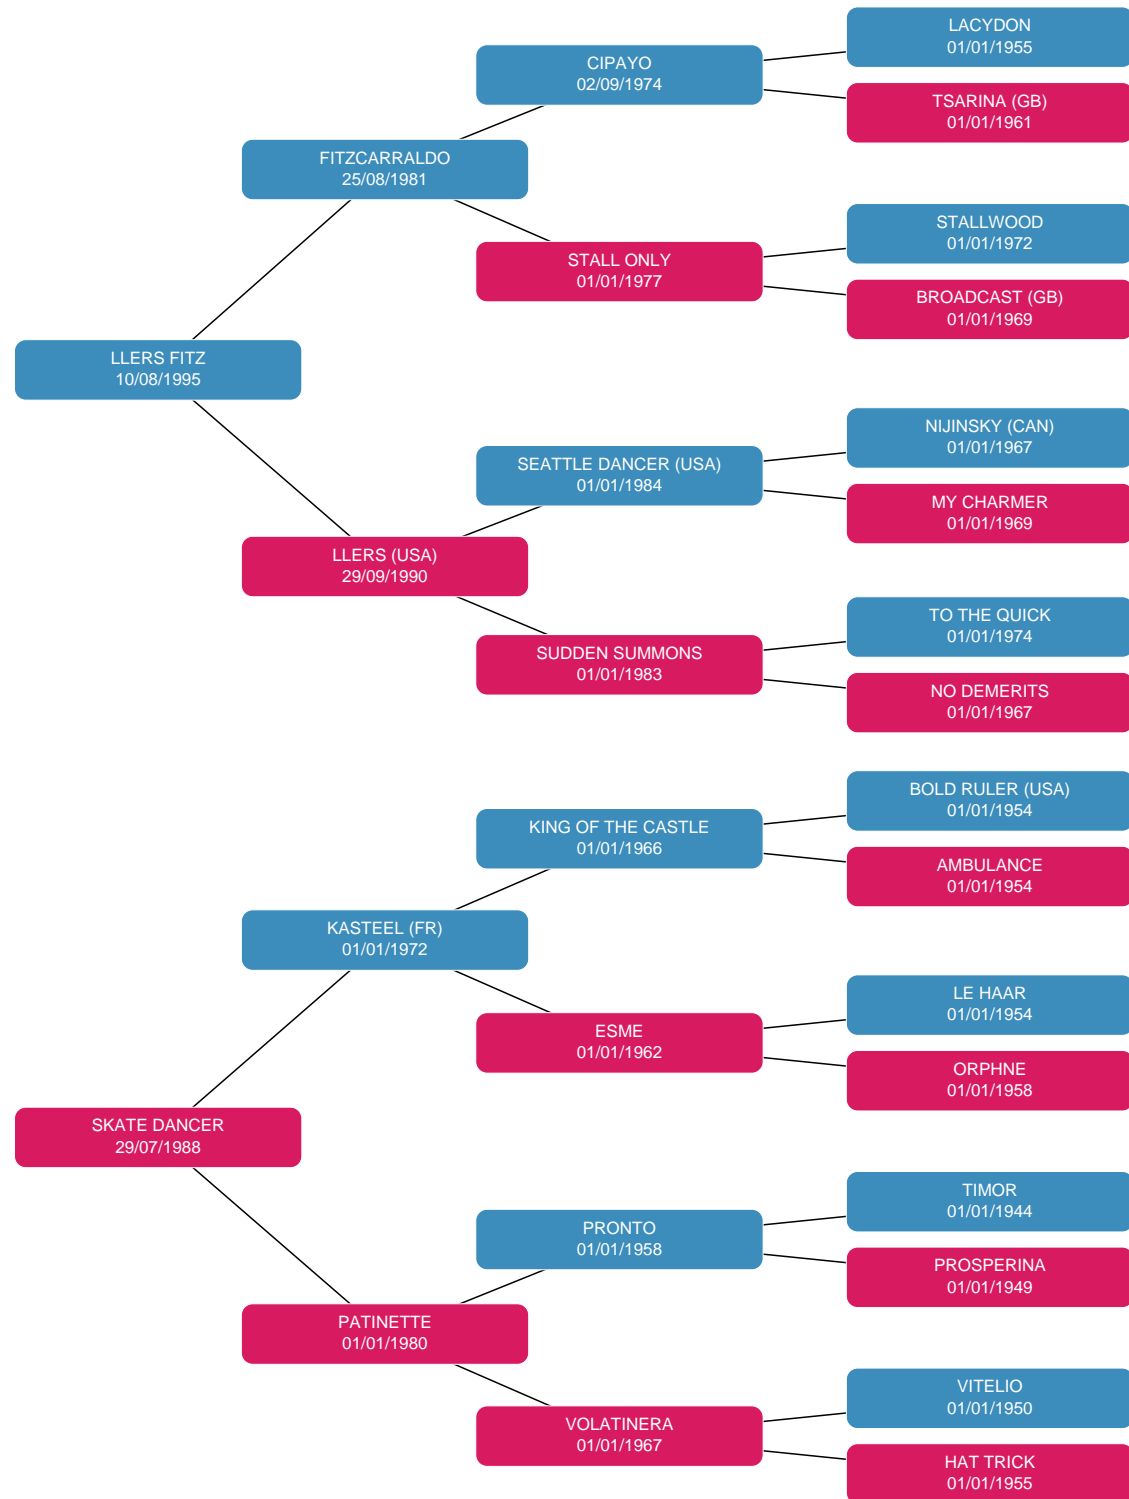 LACYDON
01/01/1955
CIPAYO
02/09/1974
TSARINA (GB)
01/01/1961
FITZCARRALDO
25/08/1981
STALLWOOD
01/01/1972
STALL ONLY
01/01/1977
BROADCAST (GB)
01/01/1969
LLERS FITZ
10/08/1995
NIJINSKY (CAN)
01/01/1967
SEATTLE DANCER (USA)
01/01/1984
MY CHARMER
01/01/1969
LLERS (USA)
29/09/1990
TO THE QUICK
01/01/1974
SUDDEN SUMMONS
01/01/1983
NO DEMERITS
01/01/1967
BOLD RULER (USA)
01/01/1954
KING OF THE CASTLE
01/01/1966
AMBULANCE
01/01/1954
KASTEEL (FR)
01/01/1972
LE HAAR
01/01/1954
ESME
01/01/1962
ORPHNE
01/01/1958
SKATE DANCER
29/07/1988
TIMOR
01/01/1944
PRONTO
01/01/1958
PROSPERINA
01/01/1949
PATINETTE
01/01/1980
VITELIO
01/01/1950
VOLATINERA
01/01/1967
HAT TRICK
01/01/1955